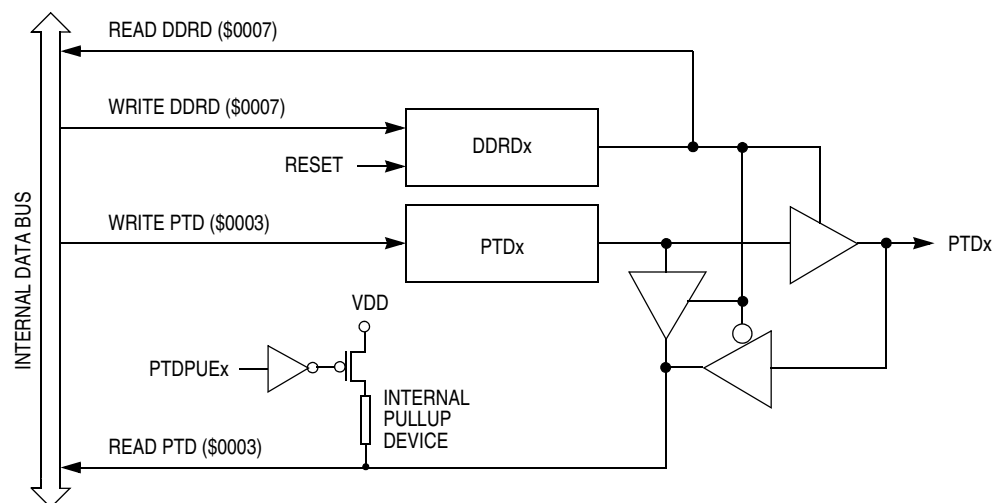 READ DDRD ($0007)
WRITE DDRD ($0007)
DDRDx
RESET
WRITE PTD ($0003)
PTDx
PTDx
INTERNAL DATA BUS
VDD
PTDPUEx
INTERNAL
PULLUP
DEVICE
READ PTD ($0003)